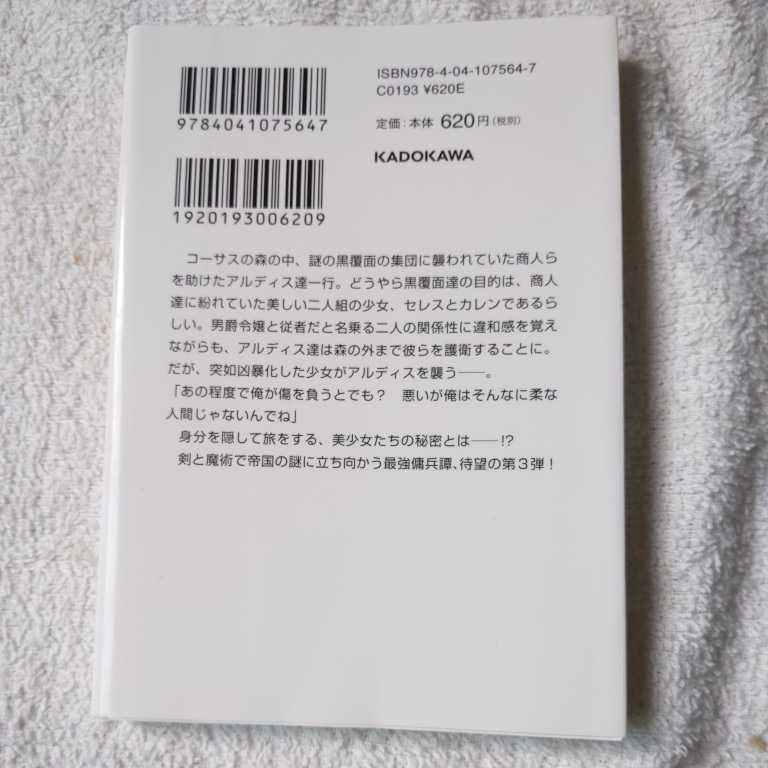 ISBN978-4-04-107564-7
C0193 ¥620E
9784041075647
定価：本体 620円（税別）
KADOKAWA
1920193006209
コーサスの森の中、謎の黒覆面の集団に襲われていた商人ら
を助けたアルディス達一行。どうやら黒覆面達の目的は、商人
達に紛れていた美しい二人組の少女、セレスとカレンであるら
しい。男爵令嬢と従者だと名乗る二人の関係性に違和感を覚え
ながらも、アルディス達は森の外まで彼らを護衛することに。
だが、突如凶暴化した少女がアルディスを襲う――。
「あの程度で俺が傷を負うとでも？　悪いが俺はそんなに柔な
人間じゃないんでね」
身分を隠して旅をする、美少女たちの秘密とは――!?
剣と魔術で帝国の謎に立ち向かう最強傭兵譚、待望の第３弾！